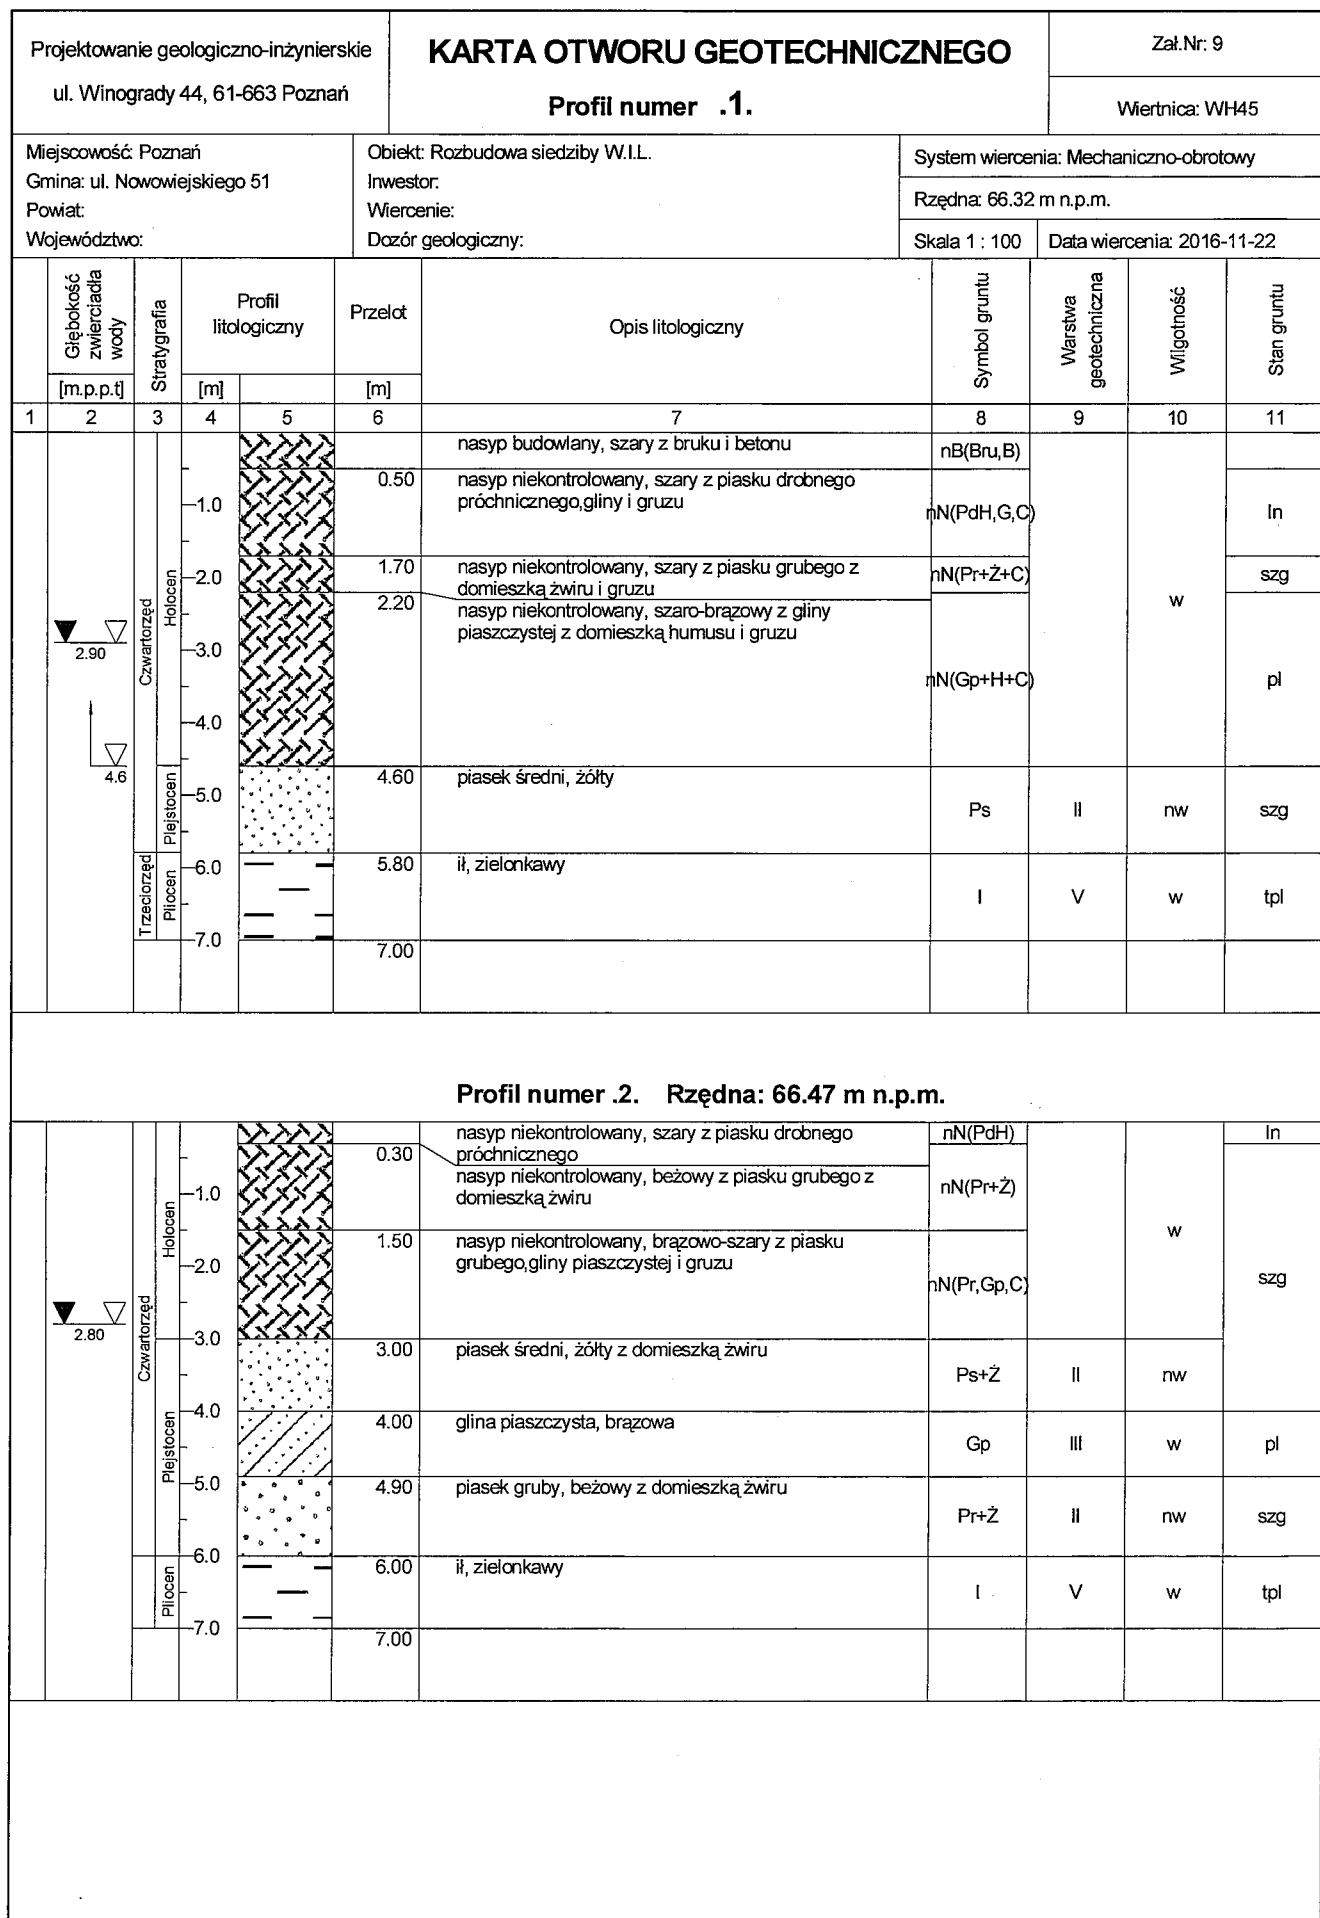 Projektowanie geologiczno-inżynierskie
ul. Winogrady 44, 61-663 Poznań
KARTA OTWORU GEOTECHNICZNEGO
Profil numer .1.
Zał.Nr: 9
Wiertnica: WH45
Miejscowość: Poznań
Gmina: ul. Nowowiejskiego 51
Powiat:
Województwo:
Obiekt: Rozbudowa siedziby W.I.L.
Inwestor:
Wiercenie:
Dozór geologiczny:
System wiercenia: Mechaniczno-obrotowy
Rzędna: 66.32 m n.p.m.
Skala 1 : 100
Data wiercenia: 2016-11-22
Głębokość
zwierciadła
wody
[m.p.p.t]
Stratygrafia
Profil
litologiczny
[m]
Przelot
[m]
Opis litologiczny
Symbol gruntu
Warstwa
geotechniczna
Wilgotność
Stan gruntu
1 2 3 4 5 6 7 8 9 10 11
nasyp budowlany, szary z bruku i betonu
nB(Bru,B)
0.50
nasyp niekontrolowany, szary z piasku drobnego
próchnicznego,gliny i gruzu
nN(PdH,G,C)
ln
1.0
1.70
nasyp niekontrolowany, szary z piasku grubego z
domieszką żwiru i gruzu
nN(Pr+Ż+C)
szg
2.0
2.20
nasyp niekontrolowany, szaro-brązowy z gliny
piaszczystej z domieszką humusu i gruzu
nN(Gp+H+C)
w
pl
Czwartorzęd
Holocen
2.90
3.0
4.0
4.6
4.60
piasek średni, żółty
Ps
II
nw
szg
Plejstocen
5.0
5.80
ił, zielonkawy
I
V
w
tpl
Trzeciorzęd
Pliocen
6.0
7.0
7.00
Profil numer .2. Rzędna: 66.47 m n.p.m.
nasyp niekontrolowany, szary z piasku drobnego
próchnicznego
nN(PdH)
ln
0.30
nasyp niekontrolowany, beżowy z piasku grubego z
domieszką żwiru
nN(Pr+Ż)
1.0
w
1.50
nasyp niekontrolowany, brązowo-szary z piasku
grubego,gliny piaszczystej i gruzu
nN(Pr,Gp,C)
szg
Czwartorzęd
Holocen
2.0
2.80
3.0
3.00
piasek średni, żółty z domieszką żwiru
Ps+Ż
II
nw
4.0
4.00
glina piaszczysta, brązowa
Gp
III
w
pl
Plejstocen
5.0
4.90
piasek gruby, beżowy z domieszką żwiru
Pr+Ż
II
nw
szg
6.0
6.00
ił, zielonkawy
I
V
w
tpl
Pliocen
7.0
7.00